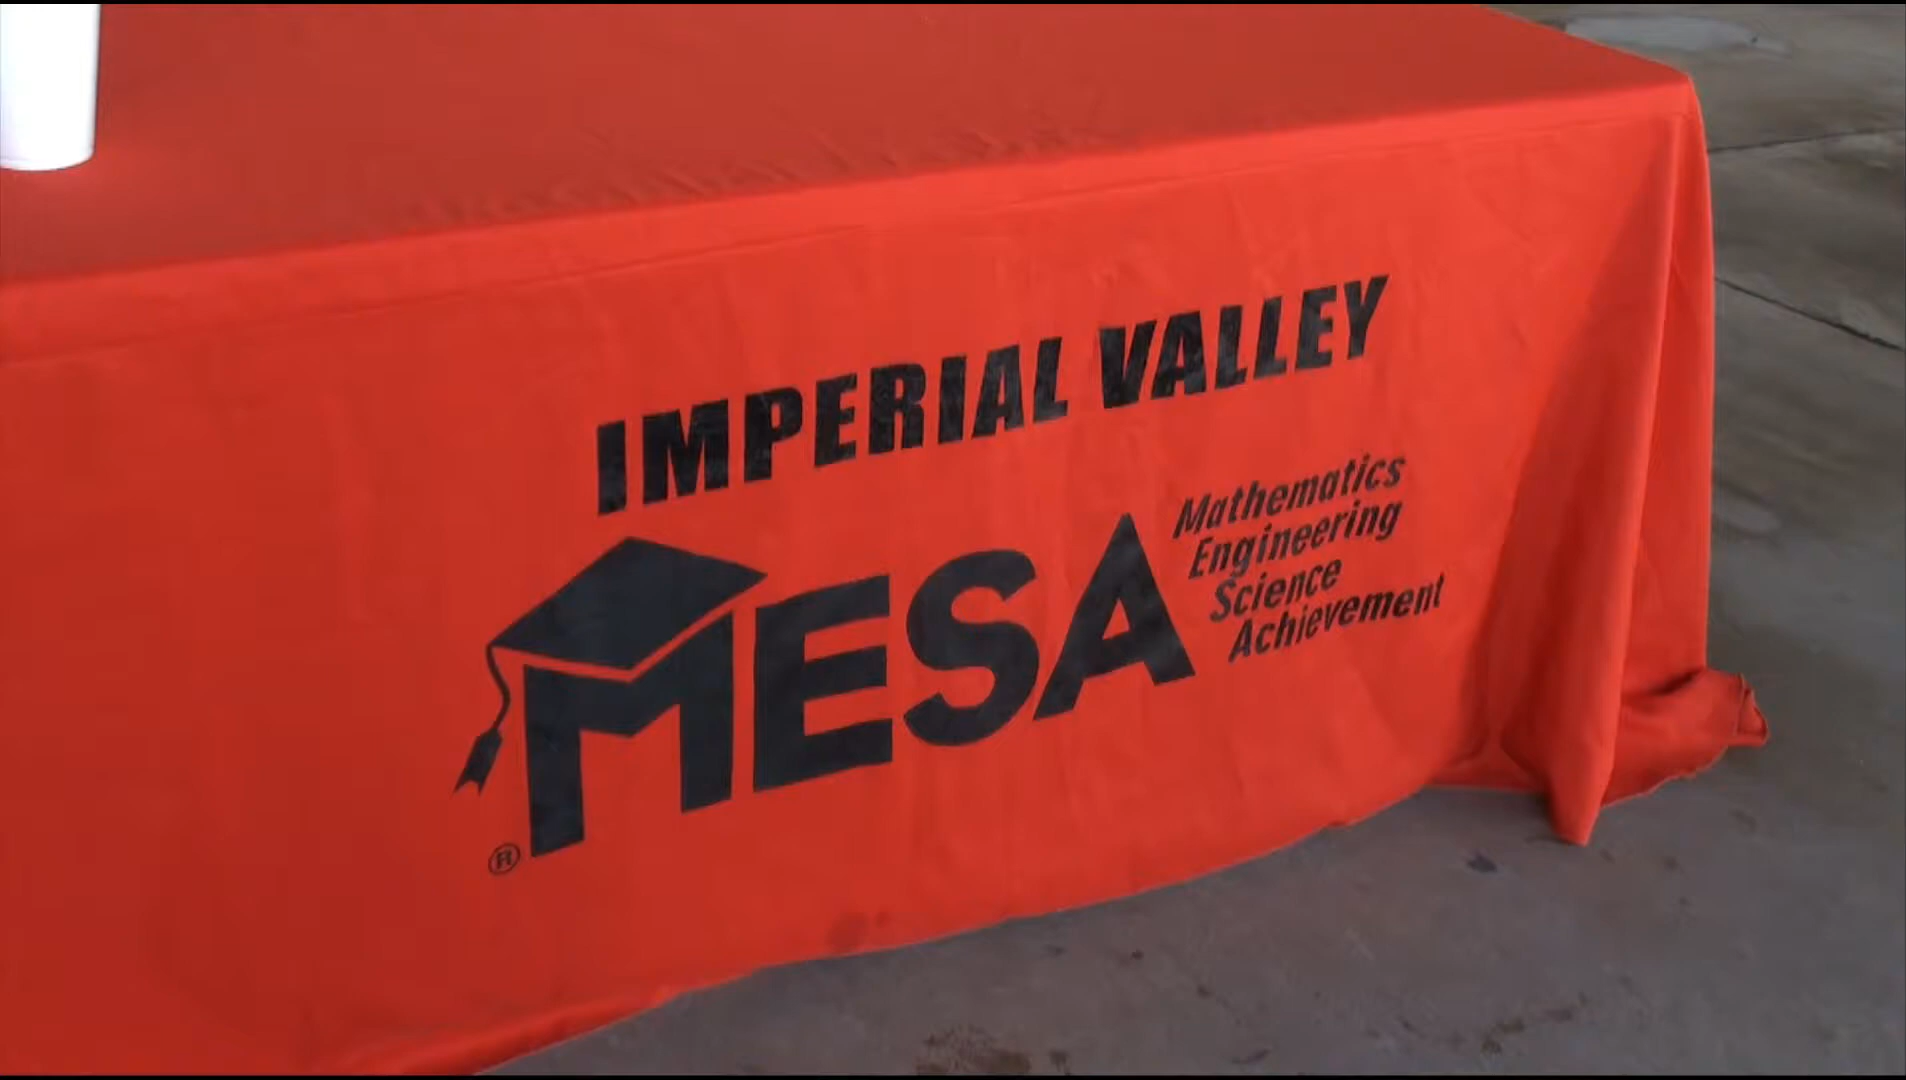 IMPERIAL VALLEY
MESA
Mathematics
Engineering
Science
Achievement
®